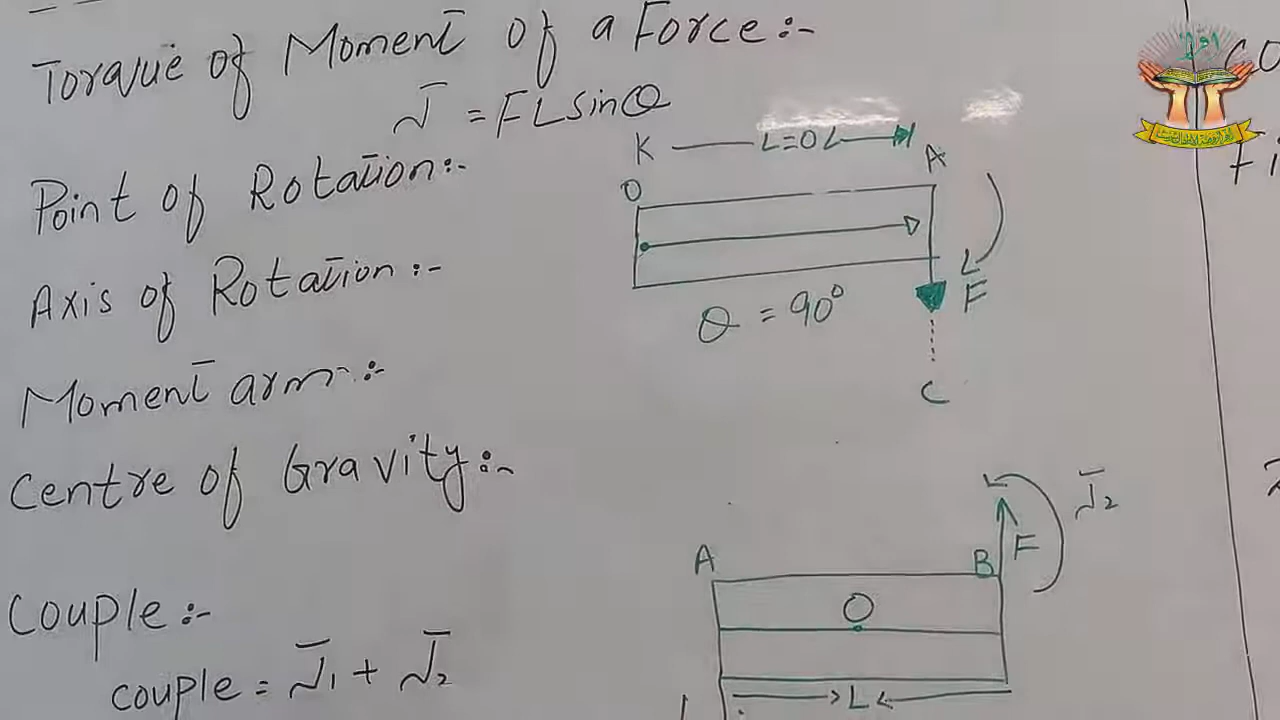 Torque of Moment of a Force:-
τ = FLsinθ
Point of Rotation:-
Axis of Rotation:-
Moment arm:-
Centre of Gravity:-
Couple:-
couple = τ1 + τ2
K L=OL
O A
F
θ = 90°
C
τ2
A B F
O
L